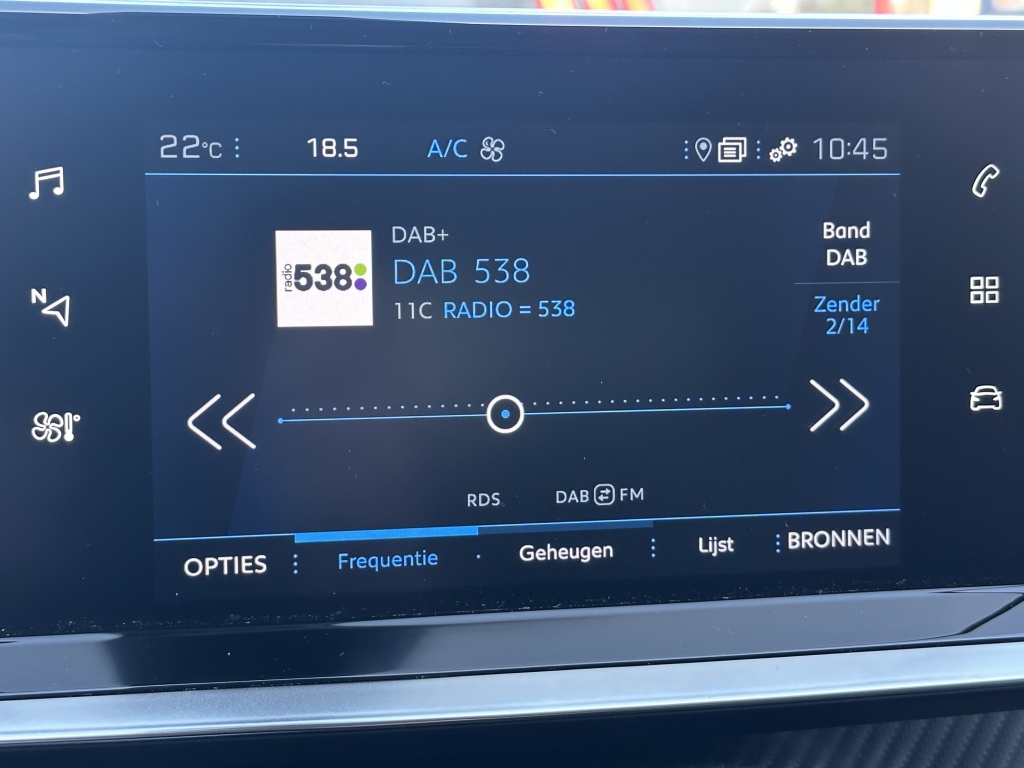 22°C 18.5 A/C 10:45
N
radio
538
DAB+
DAB 538
11C RADIO = 538
Band
DAB
Zender
2/14
RDS DAB FM
OPTIES Frequentie Geheugen Lijst BRONNEN